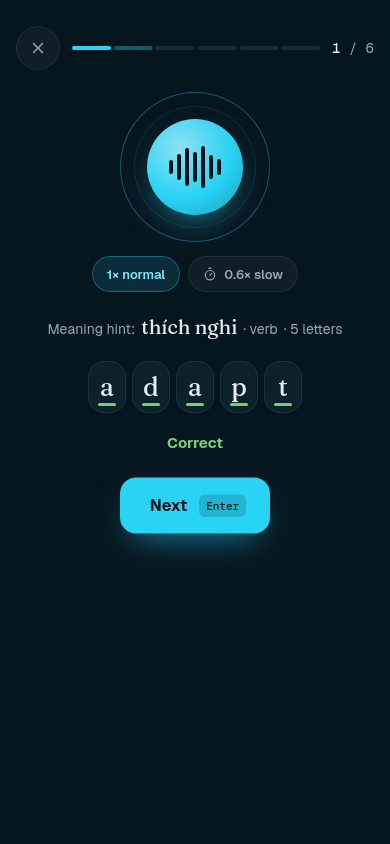 1 / 6
1× normal
0.6× slow
Meaning hint: thích nghi · verb · 5 letters
a d a p t
Correct
Next Enter